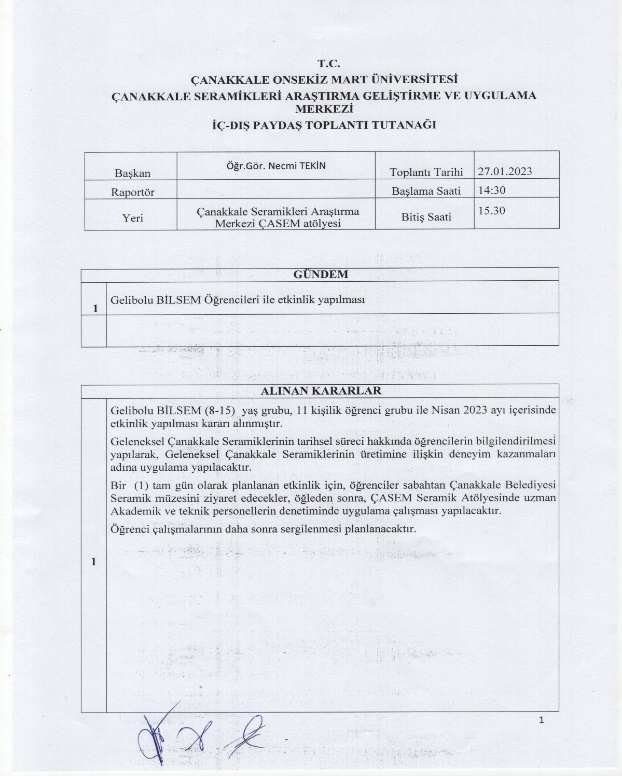 T.C.
ÇANAKKALE ONSEKİZ MART ÜNİVERSİTESİ
ÇANAKKALE SERAMİKLERİ ARAŞTIRMA GELİŞTİRME VE UYGULAMA
MERKEZİ
İÇ-DIŞ PAYDAŞ TOPLANTI TUTANAĞI
Başkan Öğr.Gör. Necmi TEKİN Toplantı Tarihi 27.01.2023
Raportör Başlama Saati 14:30
Yeri Çanakkale Seramikleri Araştırma Bitiş Saati 15.30
Merkezi ÇASEM atölyesi
GÜNDEM
1 Gelibolu BİLSEM Öğrencileri ile etkinlik yapılması
ALINAN KARARLAR
Gelibolu BİLSEM (8-15) yaş grubu, 11 kişilik öğrenci grubu ile Nisan 2023 ayı içerisinde
etkinlik yapılması kararı alınmıştır.
Geleneksel Çanakkale Seramiklerinin tarihsel süreci hakkında öğrencilerin bilgilendirilmesi
yapılarak, Geleneksel Çanakkale Seramiklerinin üretimine ilişkin deneyim kazanmaları
adına uygulama yapılacaktır.
Bir (1) tam gün olarak planlanan etkinlik için, öğrenciler sabahtan Çanakkale Belediyesi
Seramik müzesini ziyaret edecekler, öğleden sonra, ÇASEM Seramik Atölyesinde uzman
Akademik ve teknik personellerin denetiminde uygulama çalışması yapılacaktır.
Öğrenci çalışmalarının daha sonra sergilenmesi planlanacaktır.
1
1